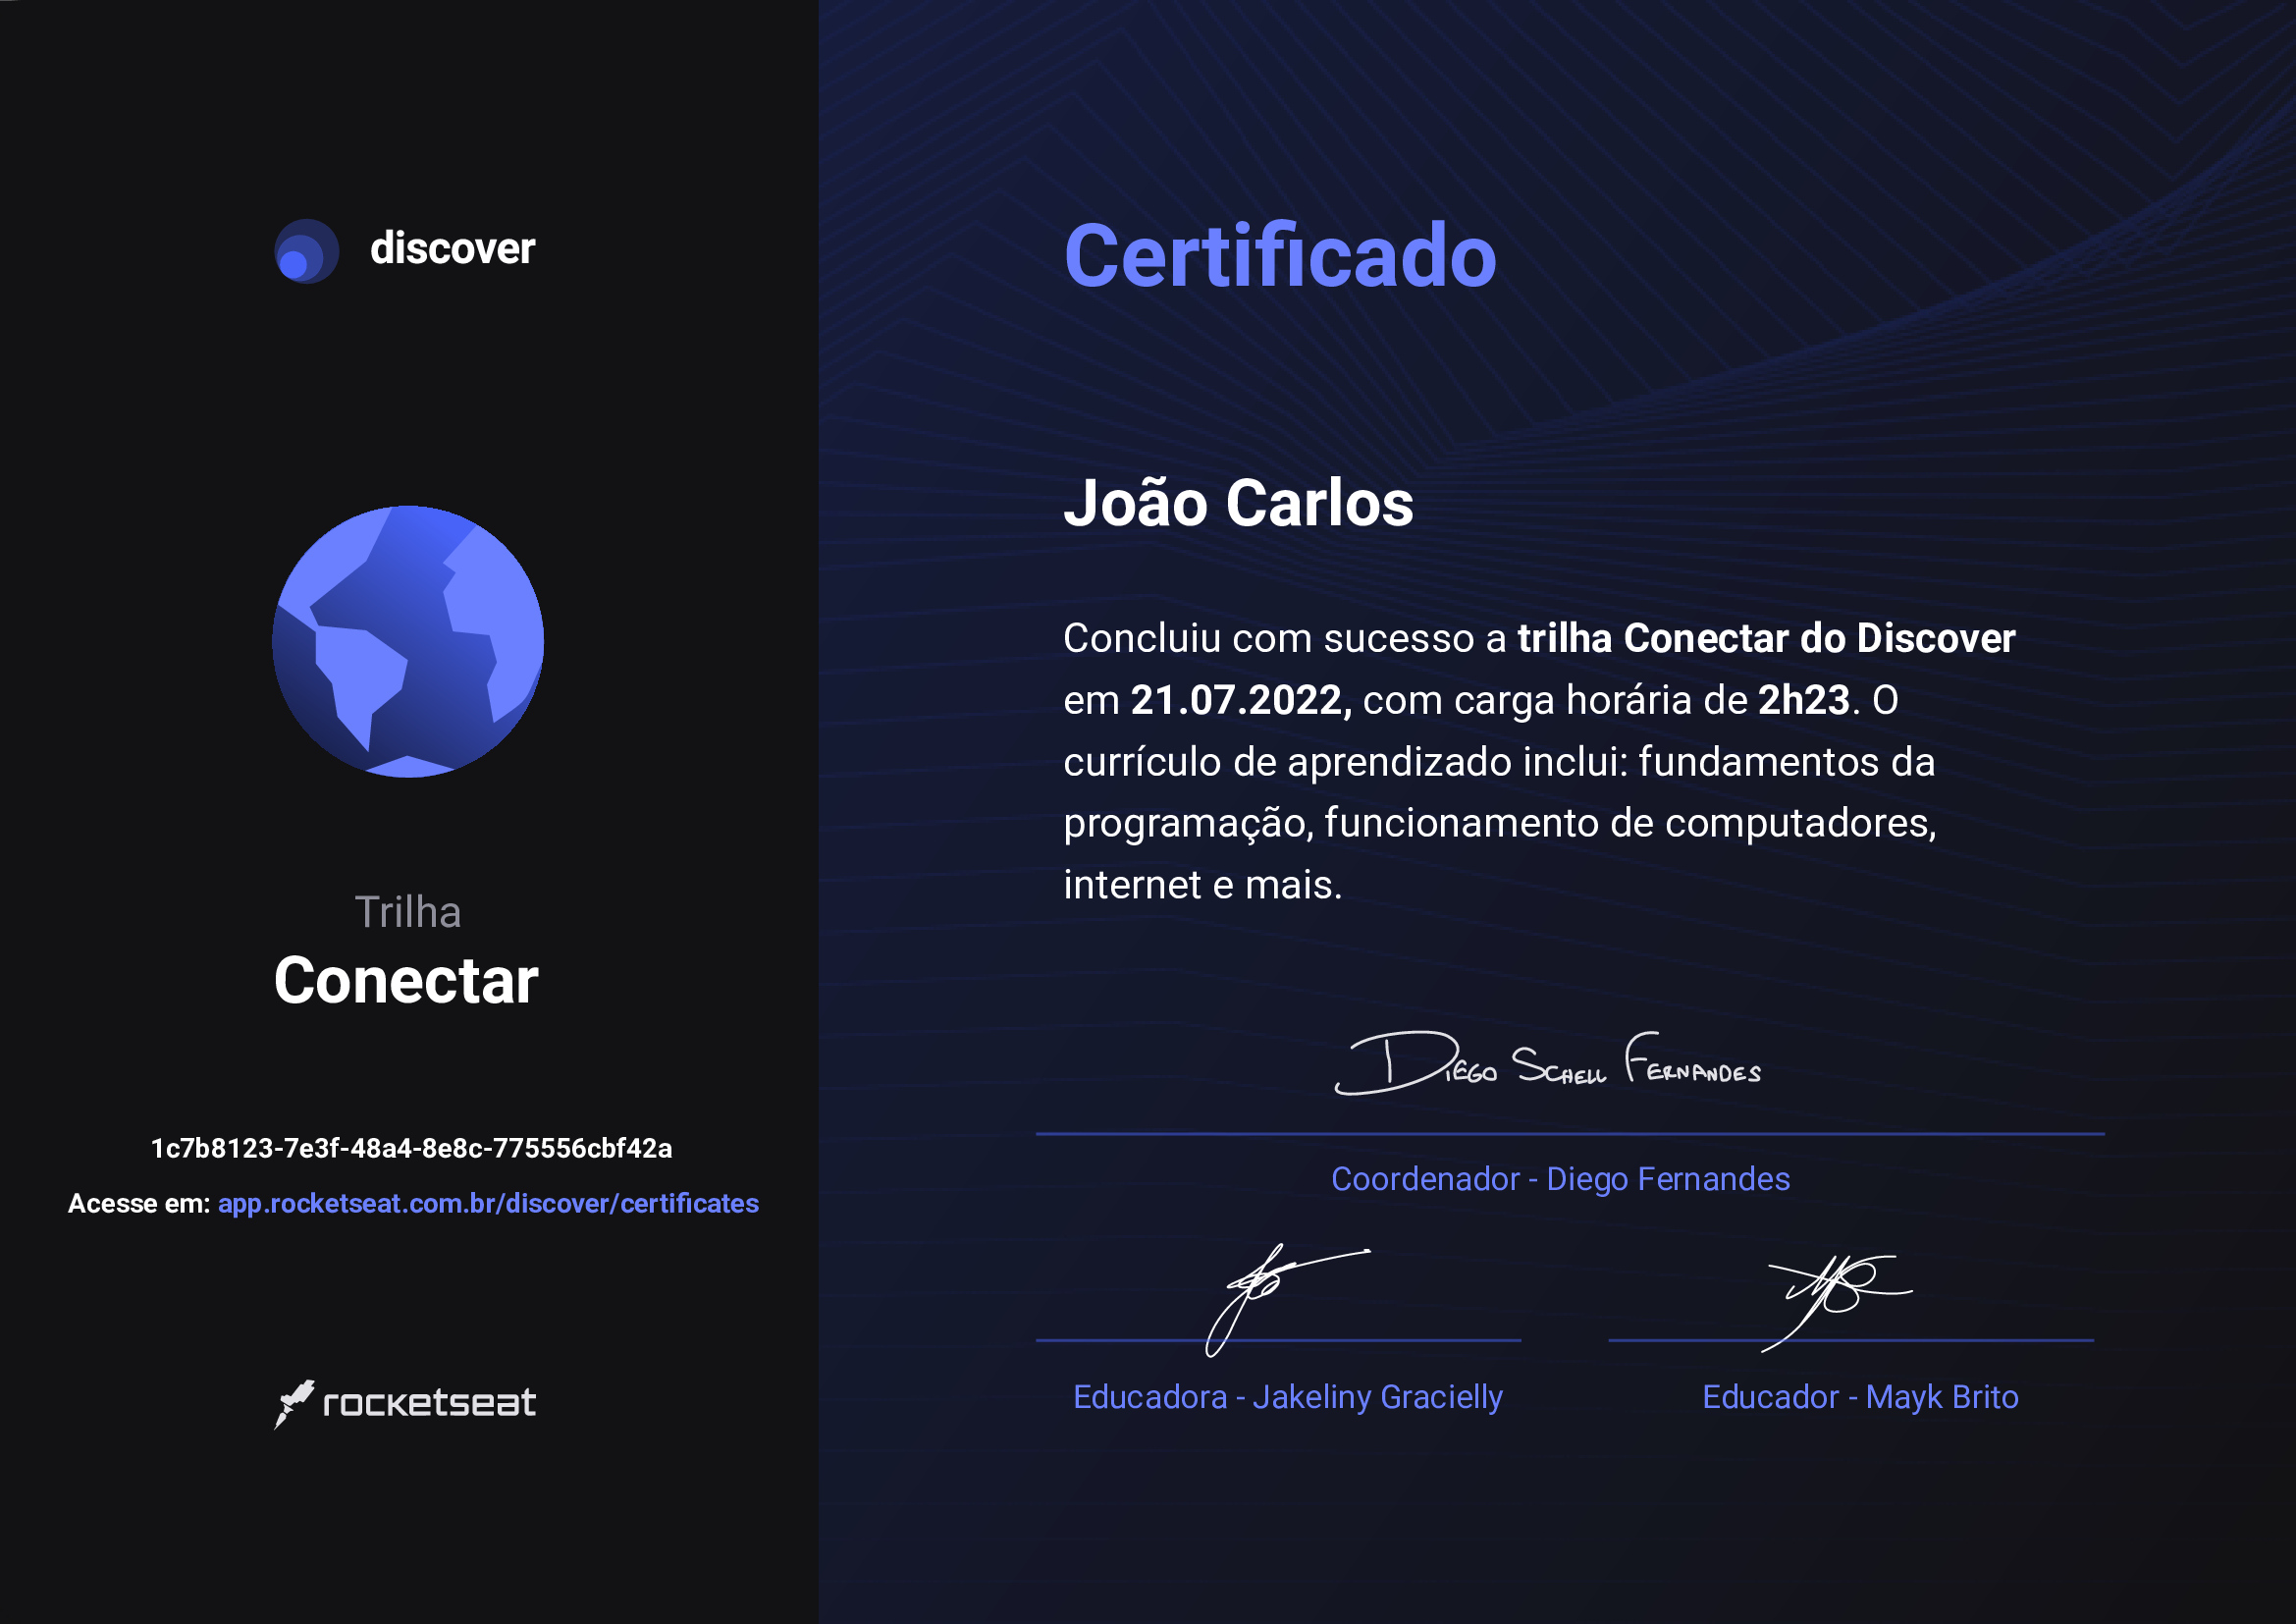 discover
Trilha
Conectar
1c7b8123-7e3f-48a4-8e8c-775556cbf42a
Acesse em: app.rocketseat.com.br/discover/certificates
rocketseat
Certificado
João Carlos
Concluiu com sucesso a trilha Conectar do Discover
em 21.07.2022, com carga horária de 2h23. O
currículo de aprendizado inclui: fundamentos da
programação, funcionamento de computadores,
internet e mais.
Diego Schell Fernandes
Coordenador - Diego Fernandes
Educadora - Jakeliny Gracielly
Educador - Mayk Brito